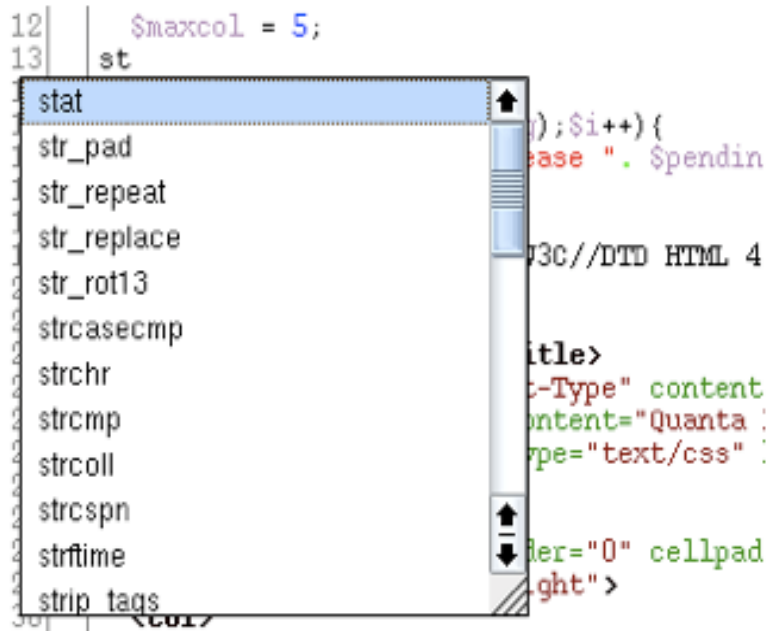 12 $maxcol = 5;
13 st
stat
str_pad
str_repeat
str_replace
str_rot13
strcasecmp
strchr
strcmp
strcoll
strcspn
strftime
strip_tags
);$i++){
ease ". $pendin
W3C//DTD HTML 4
itle>
t-Type" content
ontent="Quanta
ype="text/css"
der="0" cellpad
ght">
<col>